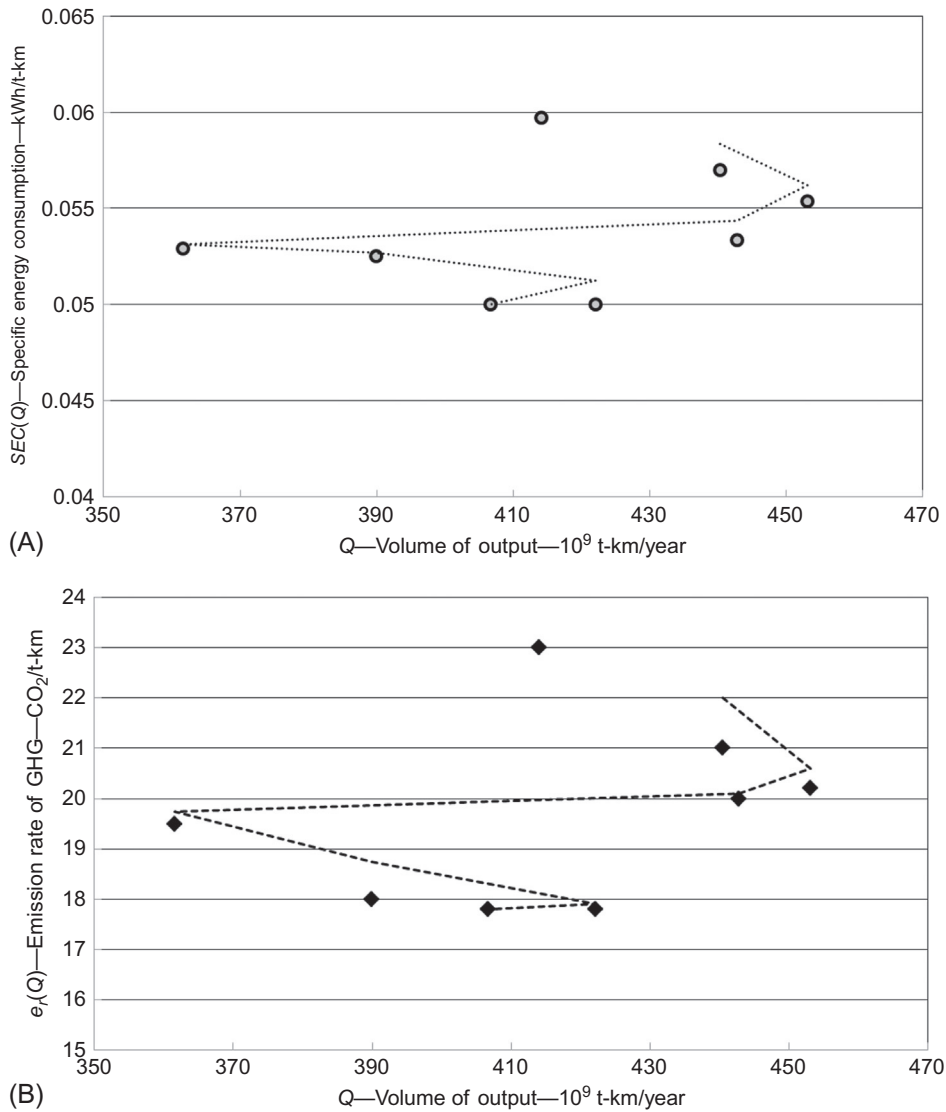 0.065
0.06
0.055
0.05
0.045
0.04
SEC(Q)—Specific energy consumption—kWh/t-km
350 370 390 410 430 450 470
(A) Q—Volume of output—10⁹ t-km/year
24
23
22
21
20
19
18
17
16
15
e_r(Q)—Emission rate of GHG—CO₂/t-km
350 370 390 410 430 450 470
(B) Q—Volume of output—10⁹ t-km/year